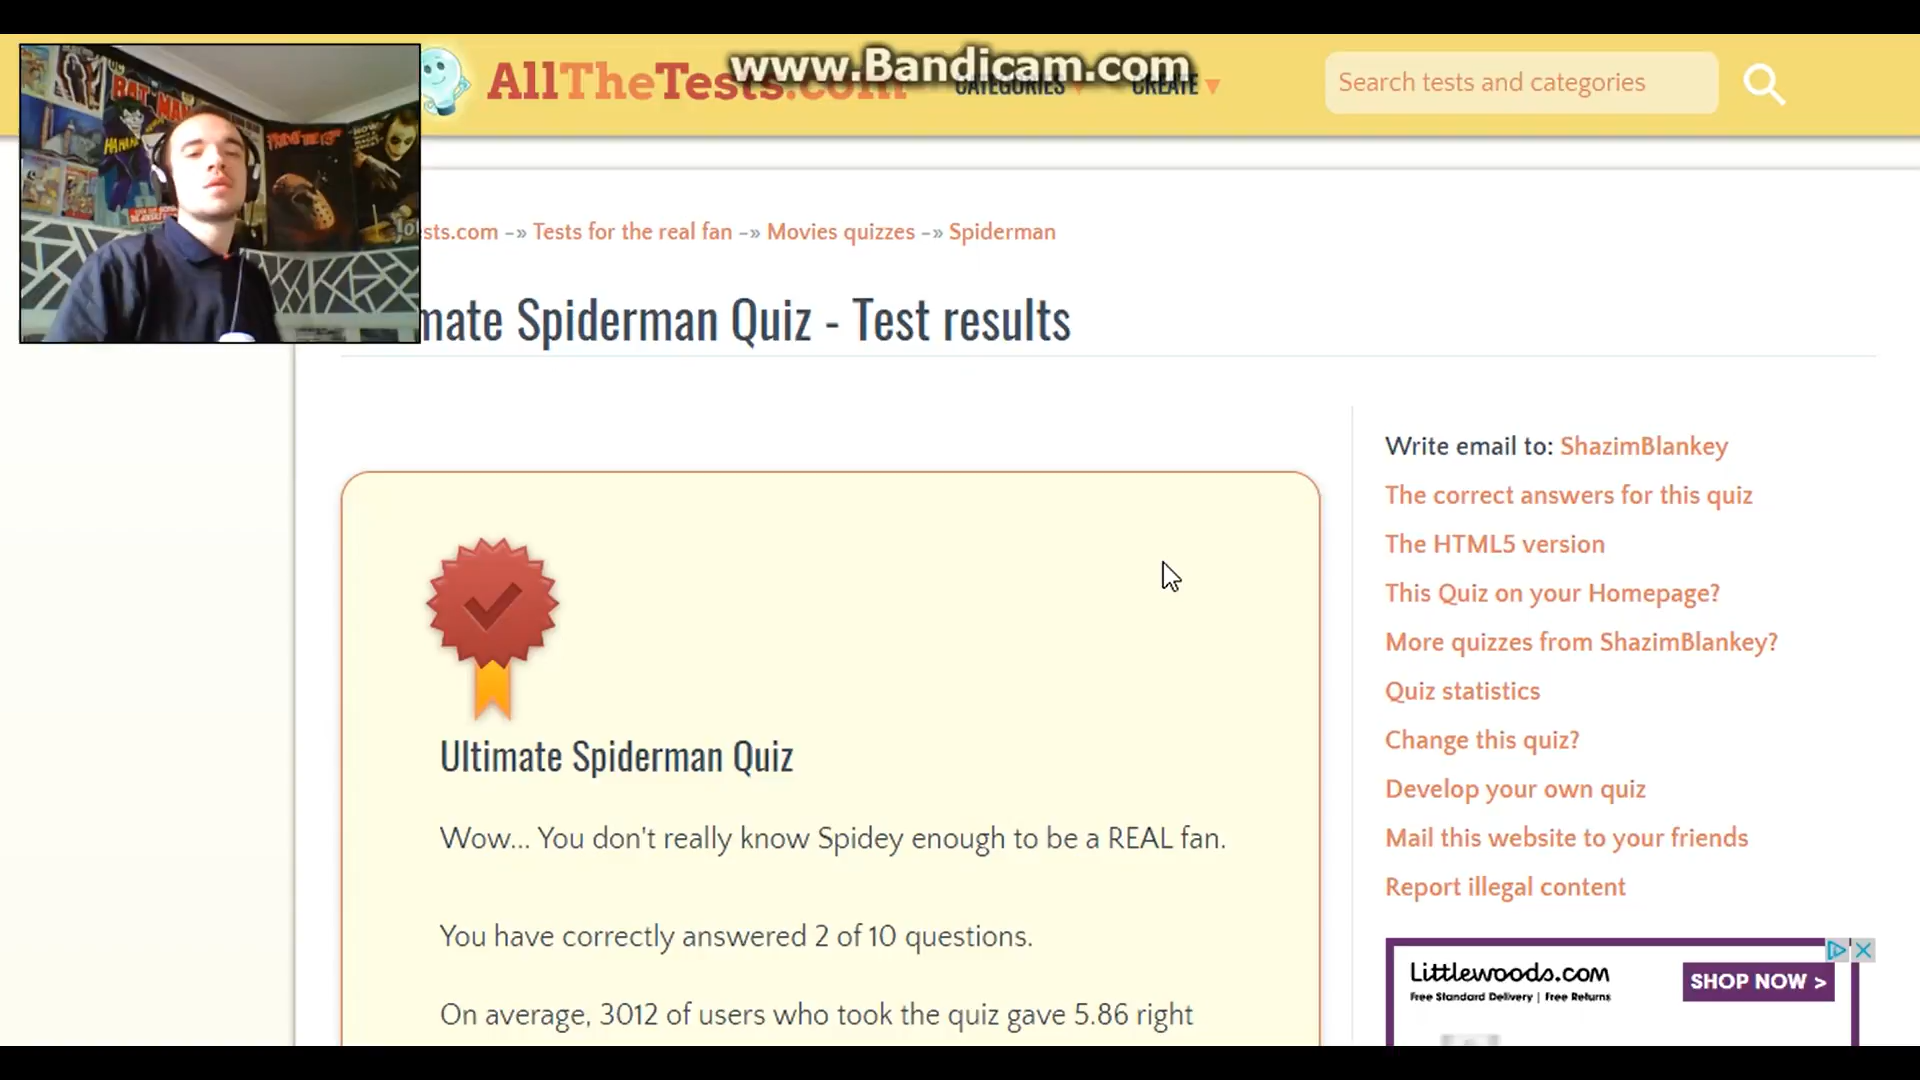 www.Bandicam.com
AllTheTests.com
CATEGORIES
CREATE
Search tests and categories
BATMAN
sts.com -» Tests for the real fan -» Movies quizzes -» Spiderman
mate Spiderman Quiz - Test results
Write email to: ShazimBlankey
The correct answers for this quiz
The HTML5 version
This Quiz on your Homepage?
More quizzes from ShazimBlankey?
Quiz statistics
Change this quiz?
Develop your own quiz
Mail this website to your friends
Report illegal content
Ultimate Spiderman Quiz
Wow... You don't really know Spidey enough to be a REAL fan.
You have correctly answered 2 of 10 questions.
On average, 3012 of users who took the quiz gave 5.86 right
Littlewoods.com
Free Standard Delivery | Free Returns
SHOP NOW >